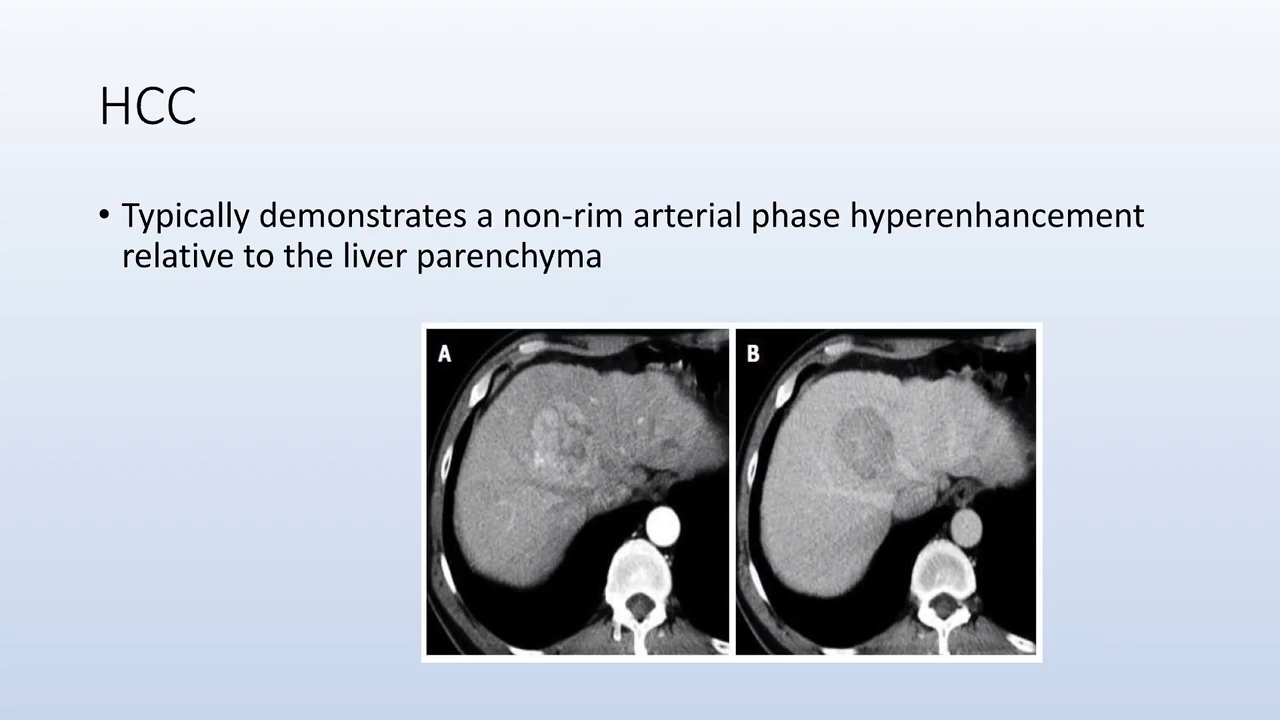 HCC
• Typically demonstrates a non-rim arterial phase hyperenhancement
relative to the liver parenchyma
A
B